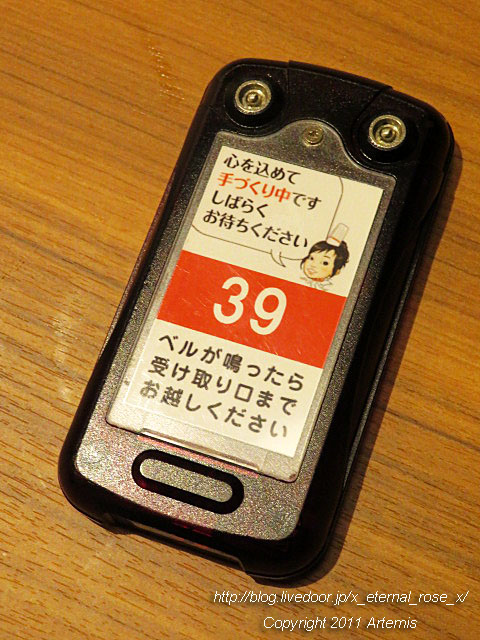 心を込めて
手づくり中です
しばらく
お待ちください
39
ベルが鳴ったら
受け取り口まで
お越しください
http://blog.livedoor.jp/x_eternal_rose_x/
Copyright 2011 Artemis